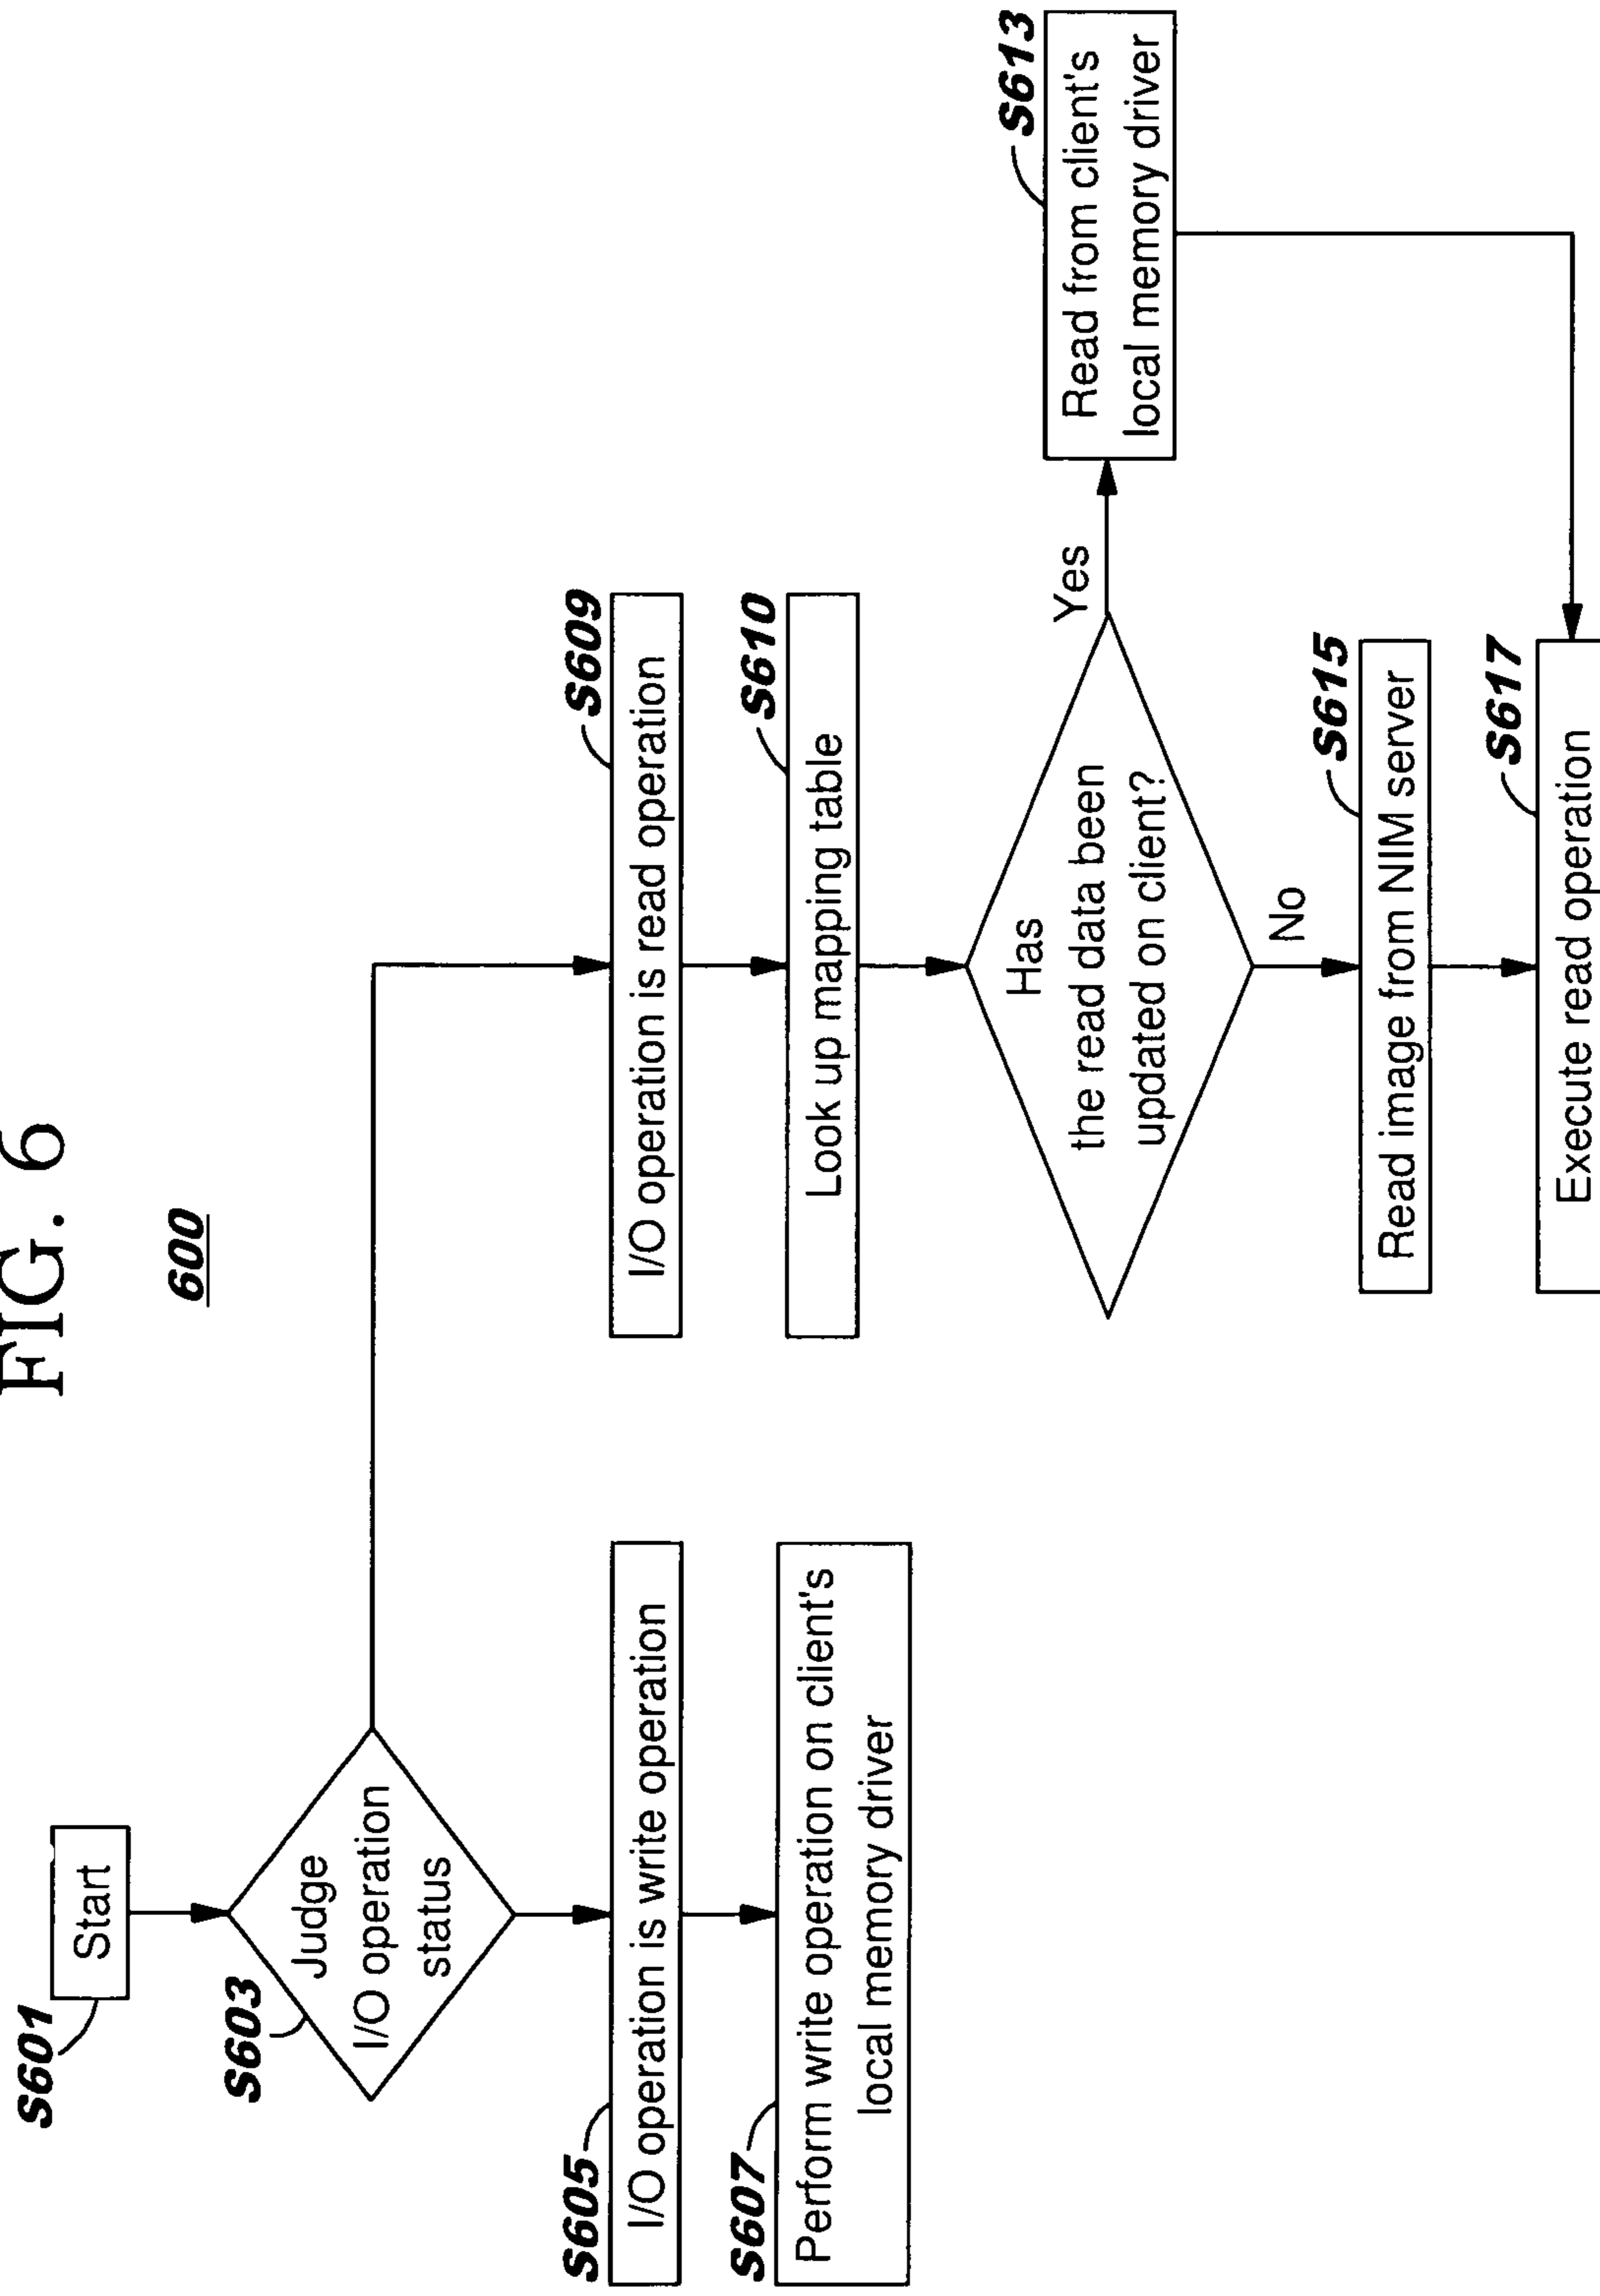 FIG. 6
600
S601
Start
S603
Judge
I/O operation
status
S605
I/O operation is write operation
S607
Perform write operation on client's
local memory driver
S609
I/O operation is read operation
S610
Look up mapping table
Has
the read data been
updated on client?
Yes
S613
Read from client's
local memory driver
No
S615
Read image from NIM server
S617
Execute read operation